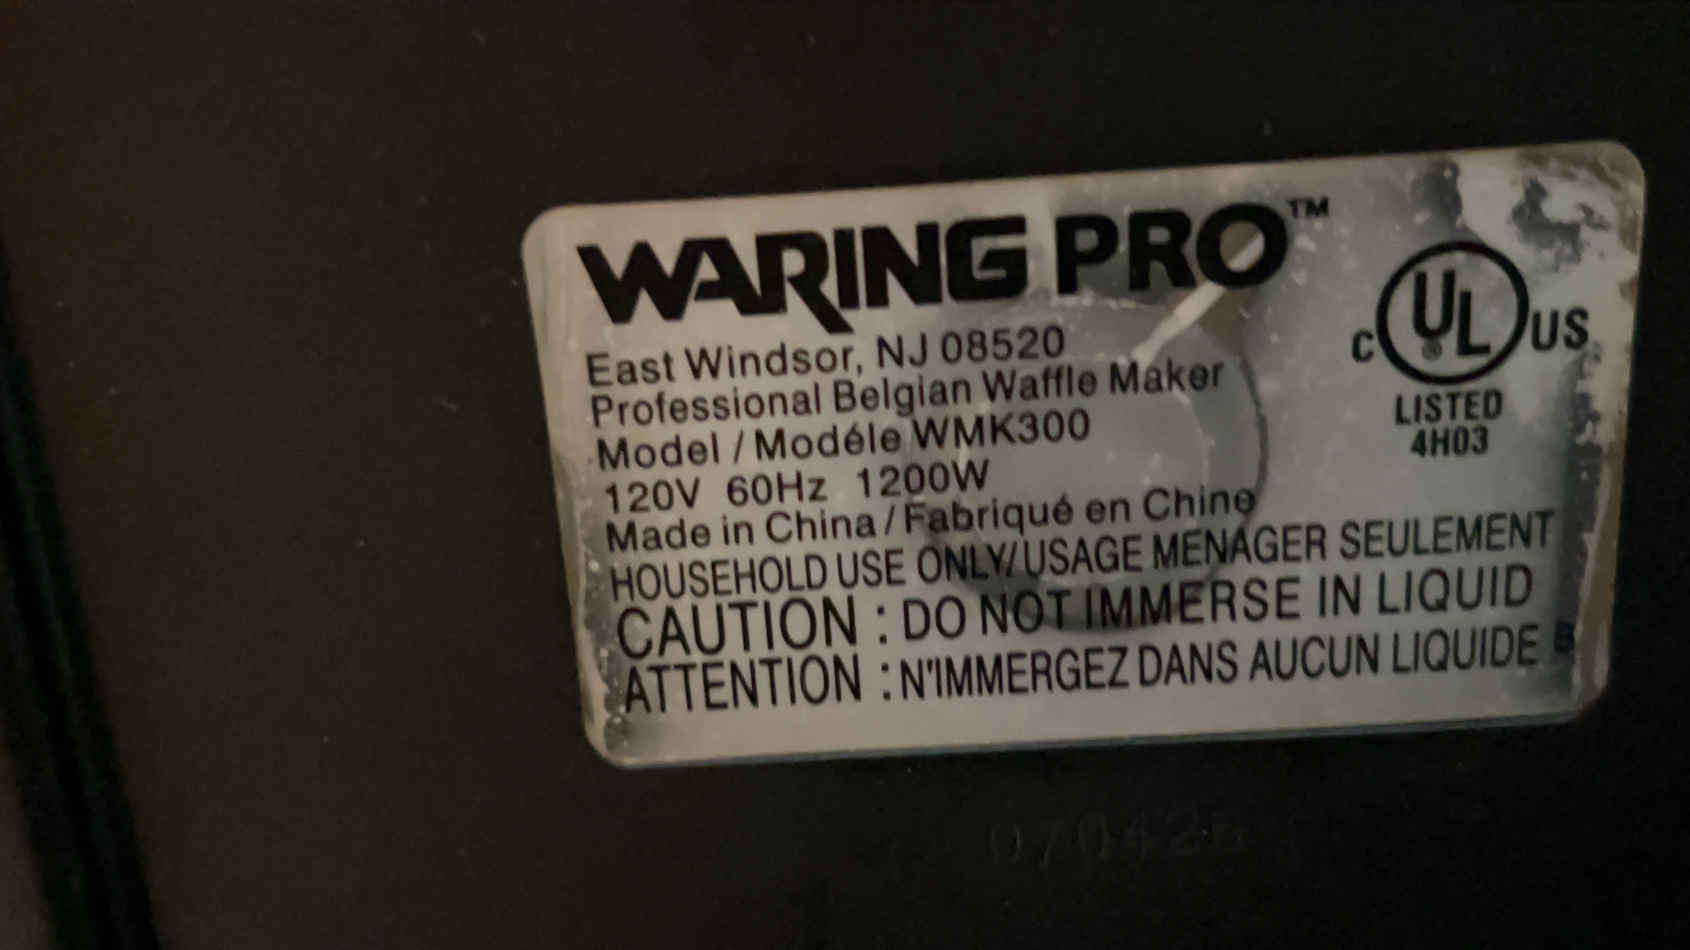 WARING PRO™
East Windsor, NJ 08520
Professional Belgian Waffle Maker
Model / Modéle WMK300
120V 60Hz 1200W
Made in China / Fabriqué en Chine
HOUSEHOLD USE ONLY/USAGE MENAGER SEULEMENT
CAUTION : DO NOT IMMERSE IN LIQUID
ATTENTION : N'IMMERGEZ DANS AUCUN LIQUIDE B
C UL® US
LISTED
4H03